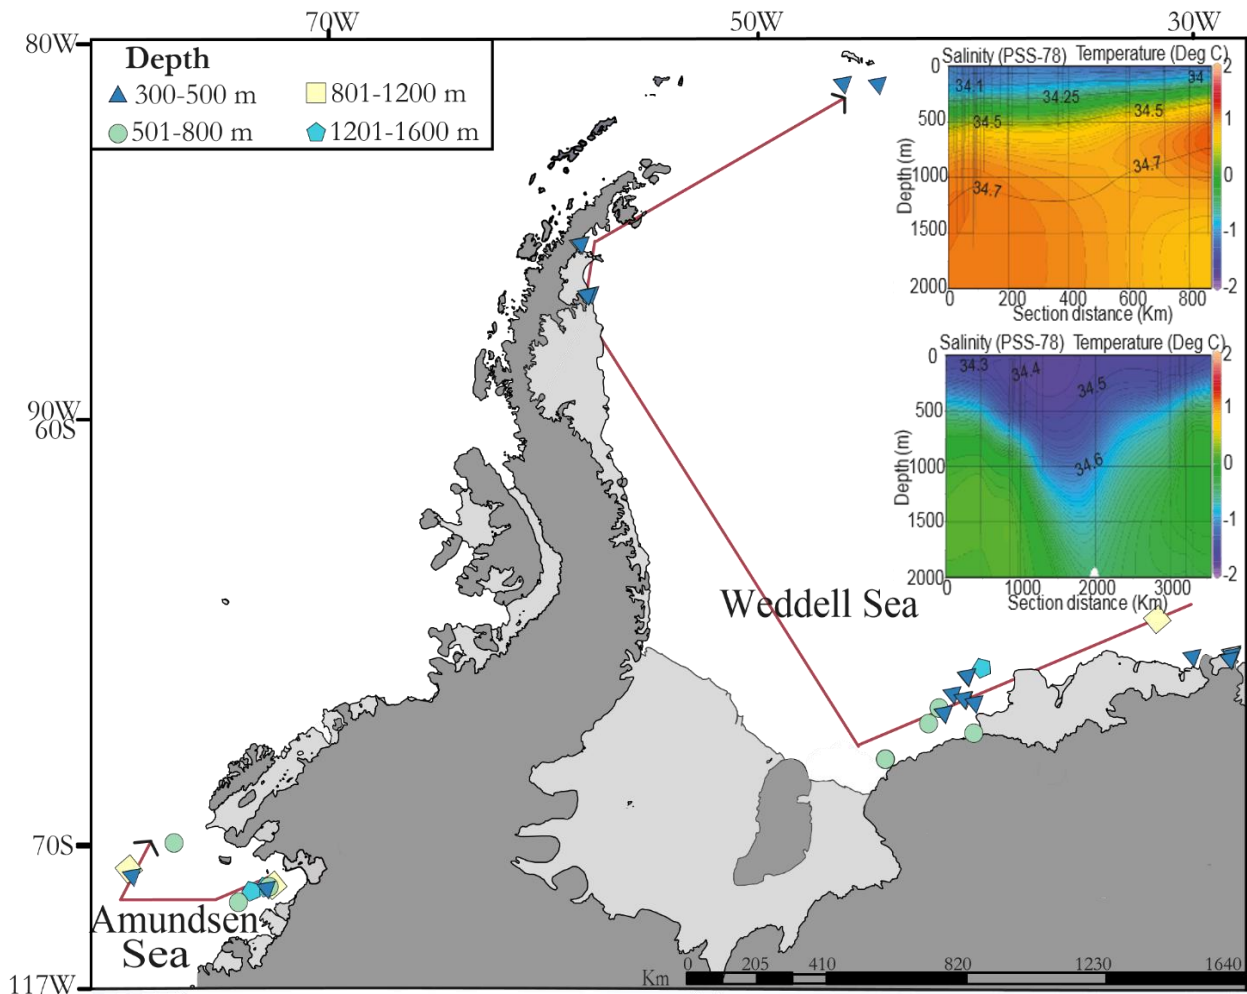 70W 50W 30W
80W
Depth
300-500 m 801-1200 m
501-800 m 1201-1600 m
Salinity (PSS-78) Temperature (Deg C)
0 2
34.1 34
34.25
500 34.5 34.5 1
Depth (m)
1000 34.7 0
34.7
1500 -1
2000 -2
0 200 400 600 800
Section distance (Km)
Salinity (PSS-78) Temperature (Deg C)
0 2
34.3 34.4 34.5
500 1
Depth (m)
1000 34.6 0
1500 -1
2000 -2
0 1000 2000 3000
Section distance (Km)
90W
60S
Weddell Sea
70S
Amundsen
Sea
117W
Km 0 205 410 820 1230 1640